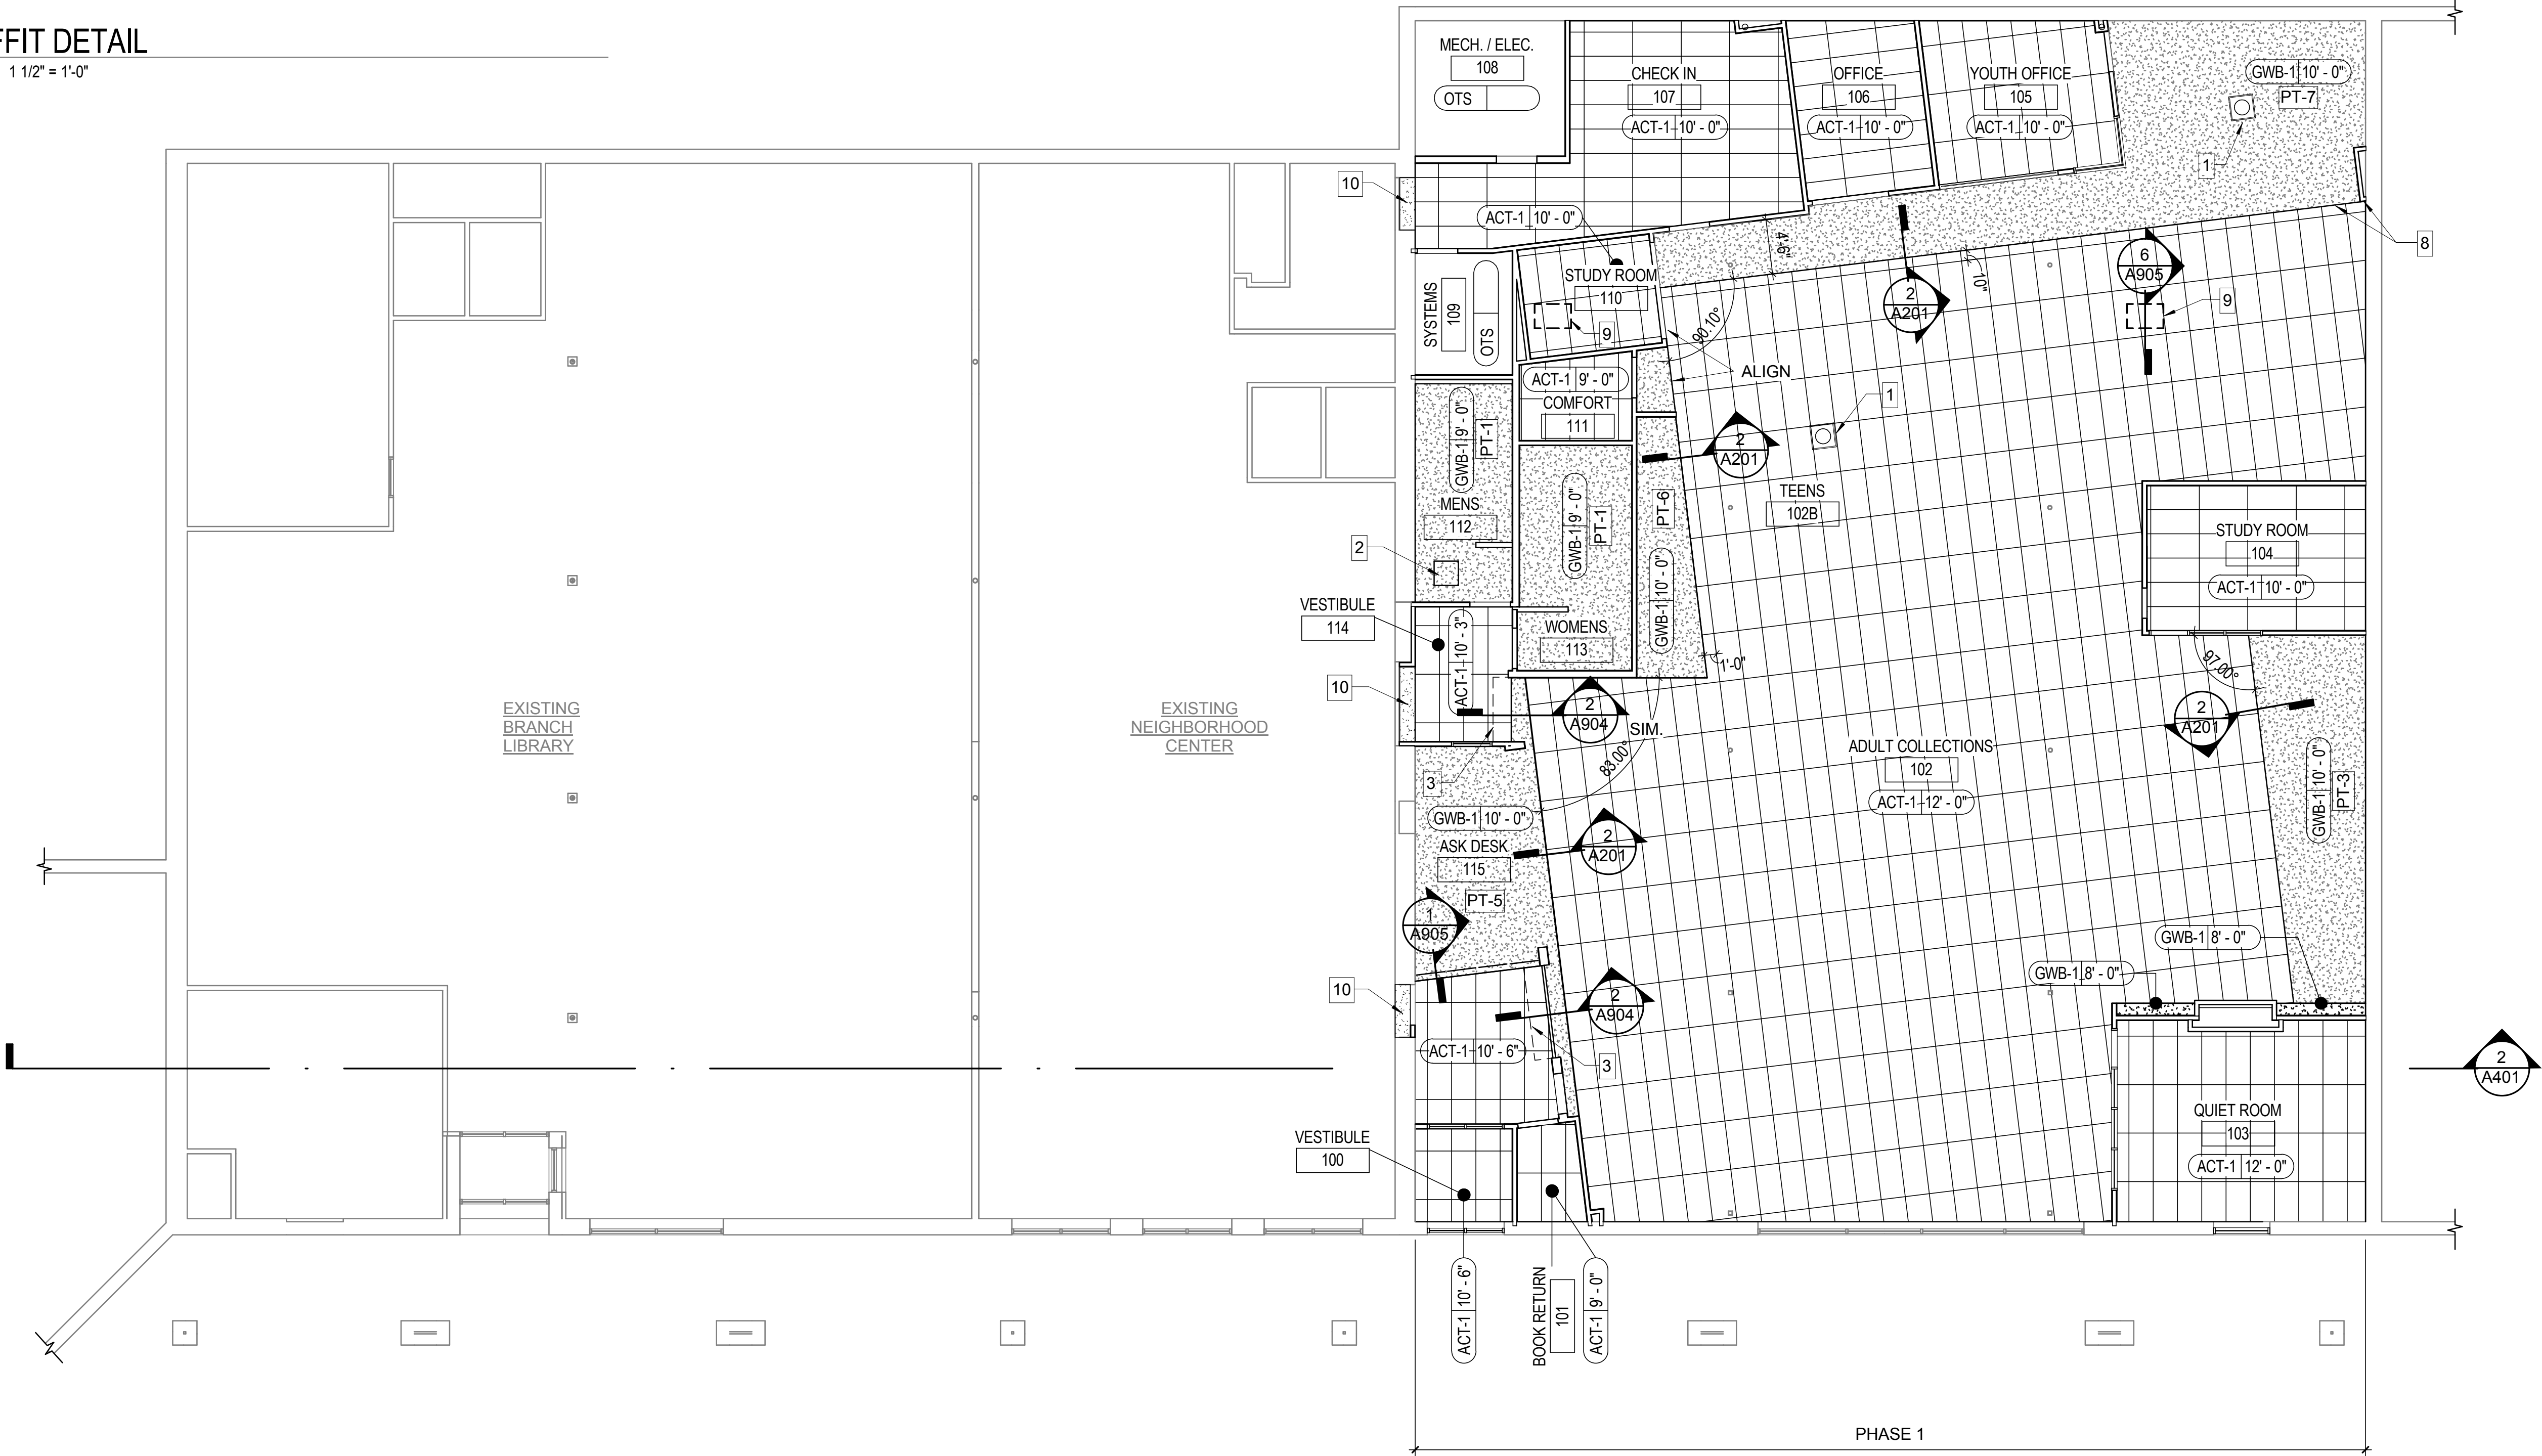 FFIT DETAIL
1 1/2" = 1'-0"
MECH. / ELEC.
108
OTS
CHECK IN
107
ACT-1 10' - 0"
OFFICE
106
ACT-1 10' - 0"
YOUTH OFFICE
105
ACT-1 10' - 0"
GWB-1 10' - 0"
PT-7
1
10
ACT-1 10' - 0"
4'-6"
8
STUDY ROOM
110
9
SYSTEMS
109
OTS
90.10°
2
A201
10"
6
A905
9
ALIGN
ACT-1 9' - 0"
COMFORT
111
1
GWB-1 9' - 0"
PT-1
MENS
112
2
GWB-1 9' - 0"
PT-1
WOMENS
113
2
A201
PT-6
GWB-1 10' - 0"
1'-0"
TEENS
102B
STUDY ROOM
104
ACT-1 10' - 0"
VESTIBULE
114
ACT-1 10' - 3"
10
2
A904
SIM.
83.00°
97.00°
2
A201
EXISTING
BRANCH
LIBRARY
EXISTING
NEIGHBORHOOD
CENTER
3
GWB-1 10' - 0"
ASK DESK
115
PT-5
2
A201
ADULT COLLECTIONS
102
ACT-1 12' - 0"
GWB-1 10' - 0"
PT-3
1
A905
10
2
A904
GWB-1 8' - 0"
GWB-1 8' - 0"
ACT-1 10' - 6"
3
2
A401
VESTIBULE
100
QUIET ROOM
103
ACT-1 12' - 0"
ACT-1 10' - 6"
BOOK RETURN
101
ACT-1 9' - 0"
PHASE 1